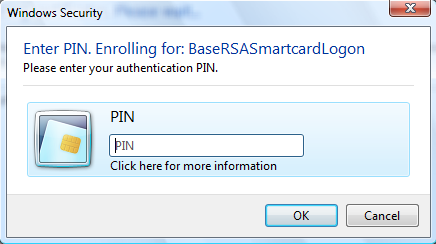 Windows Security
Enter PIN. Enrolling for: BaseRSASmartcardLogon
Please enter your authentication PIN.
PIN
PIN
Click here for more information
OK
Cancel